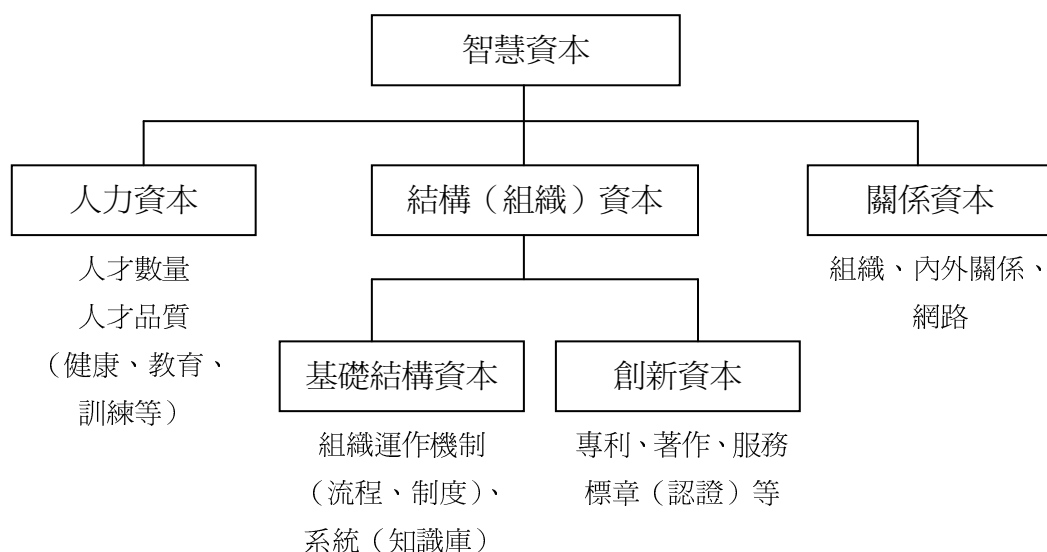 智慧資本
人力資本
人才數量
人才品質
（健康、教育、
訓練等）
結構（組織）資本
基礎結構資本
組織運作機制
（流程、制度）、
系統（知識庫）
創新資本
專利、著作、服務
標章（認證）等
關係資本
組織、內外關係、
網路